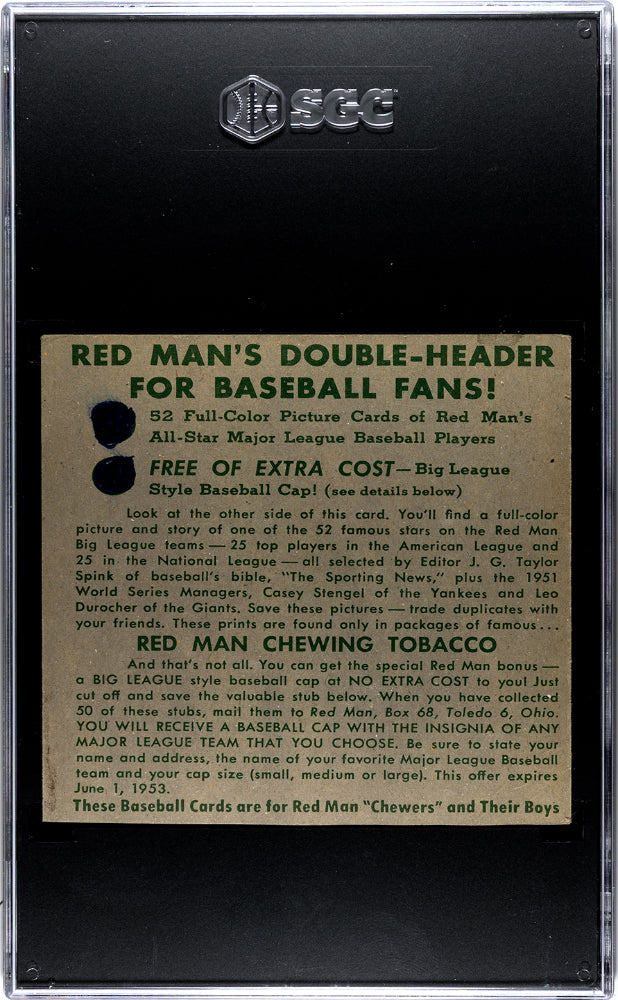 SGC
RED MAN'S DOUBLE-HEADER
FOR BASEBALL FANS!
52 Full-Color Picture Cards of Red Man's
All-Star Major League Baseball Players
FREE OF EXTRA COST—Big League
Style Baseball Cap! (see details below)
Look at the other side of this card. You'll find a full-color
picture and story of one of the 52 famous stars on the Red Man
Big League teams — 25 top players in the American League and
25 in the National League — all selected by Editor J. G. Taylor
Spink of baseball's bible, "The Sporting News," plus the 1951
World Series Managers, Casey Stengel of the Yankees and Leo
Durocher of the Giants. Save these pictures — trade duplicates with
your friends. These prints are found only in packages of famous...
RED MAN CHEWING TOBACCO
And that's not all. You can get the special Red Man bonus —
a BIG LEAGUE style baseball cap at NO EXTRA COST to you! Just
cut off and save the valuable stub below. When you have collected
50 of these stubs, mail them to Red Man, Box 68, Toledo 6, Ohio.
YOU WILL RECEIVE A BASEBALL CAP WITH THE INSIGNIA OF ANY
MAJOR LEAGUE TEAM THAT YOU CHOOSE. Be sure to state your
name and address, the name of your favorite Major League Baseball
team and your cap size (small, medium or large). This offer expires
June 1, 1953.
These Baseball Cards are for Red Man "Chewers" and Their Boys